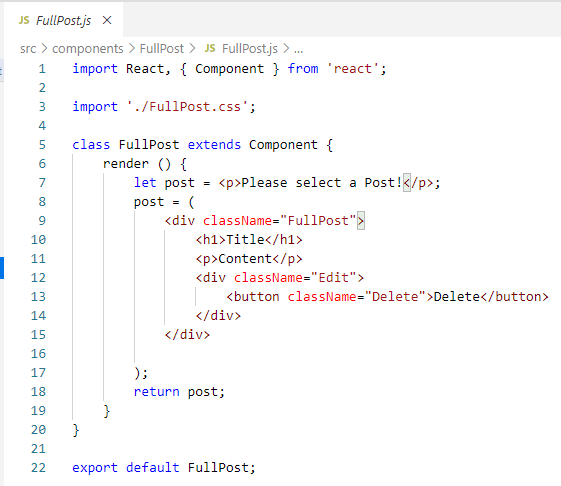 JS FullPost.js ×
src > components > FullPost > JS FullPost.js > ...
1 import React, { Component } from 'react';
2
3 import './FullPost.css';
4
5 class FullPost extends Component {
6 render () {
7 let post = <p>Please select a Post!</p>;
8 post = (
9 <div className="FullPost">
10 <h1>Title</h1>
11 <p>Content</p>
12 <div className="Edit">
13 <button className="Delete">Delete</button>
14 </div>
15 </div>
16
17 );
18 return post;
19 }
20 }
21
22 export default FullPost;